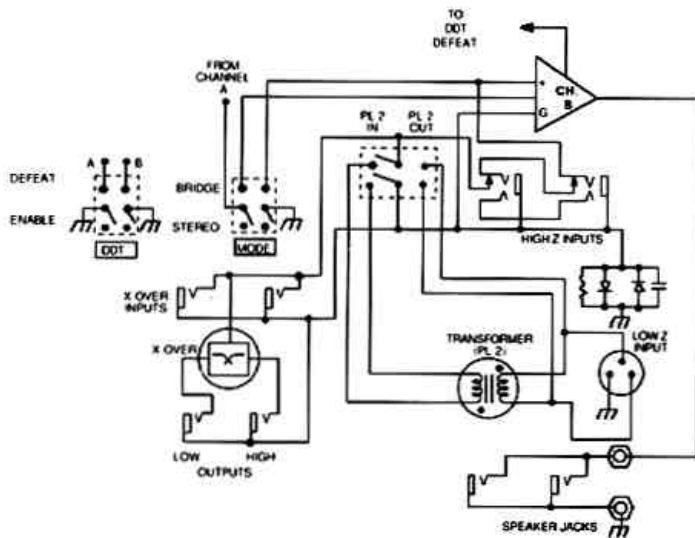 TO
DDT
DEFEAT
FROM
CHANNEL
A
+
-
CH.
B
G
PL 2
IN
PL 2
OUT
A
B
DEFEAT
ENABLE
DDT
BRIDGE
STEREO
MODE
HIGH Z INPUTS
X OVER
INPUTS
X OVER
TRANSFORMER
(PL 2)
LOW Z
INPUT
LOW
HIGH
OUTPUTS
SPEAKER JACKS